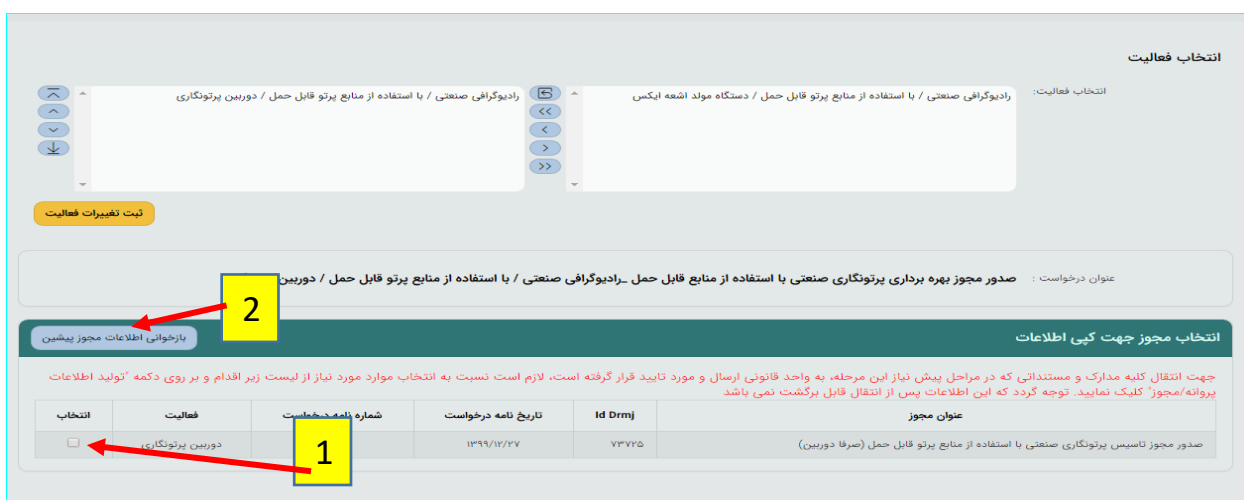 انتخاب فعالیت
انتخاب فعالیت:
رادیوگرافی صنعتی / با استفاده از منابع پرتو قابل حمل / دستگاه مولد اشعه ایکس
رادیوگرافی صنعتی / با استفاده از منابع پرتو قابل حمل / دوربین پرتونگاری
ثبت تغییرات فعالیت
عنوان درخواست : صدور مجوز بهره برداری پرتونگاری صنعتی با استفاده از منابع قابل حمل _رادیوگرافی صنعتی / با استفاده از منابع پرتو قابل حمل / دوربین
2
انتخاب مجوز جهت کپی اطلاعات
بازخوانی اطلاعات مجوز پیشین
جهت انتقال کلیه مدارک و مستنداتی که در مراحل پیش نیاز این مرحله، به واحد قانونی ارسال و مورد تایید قرار گرفته است، لازم است نسبت به انتخاب موارد مورد نیاز از لیست زیر اقدام و بر روی دکمه "تولید اطلاعات
پروانه/مجوز" کلیک نمایید. توجه گردد که این اطلاعات پس از انتقال قابل برگشت نمی باشد
عنوان مجوز Id Drmj تاریخ نامه درخواست شماره نامه درخواست فعالیت انتخاب
صدور مجوز تاسیس پرتونگاری صنعتی با استفاده از منابع پرتو قابل حمل (صرفا دوربین) ۷۳۷۲۵ ۱۳۹۹/۱۲/۲۷ دوربین پرتونگاری
1